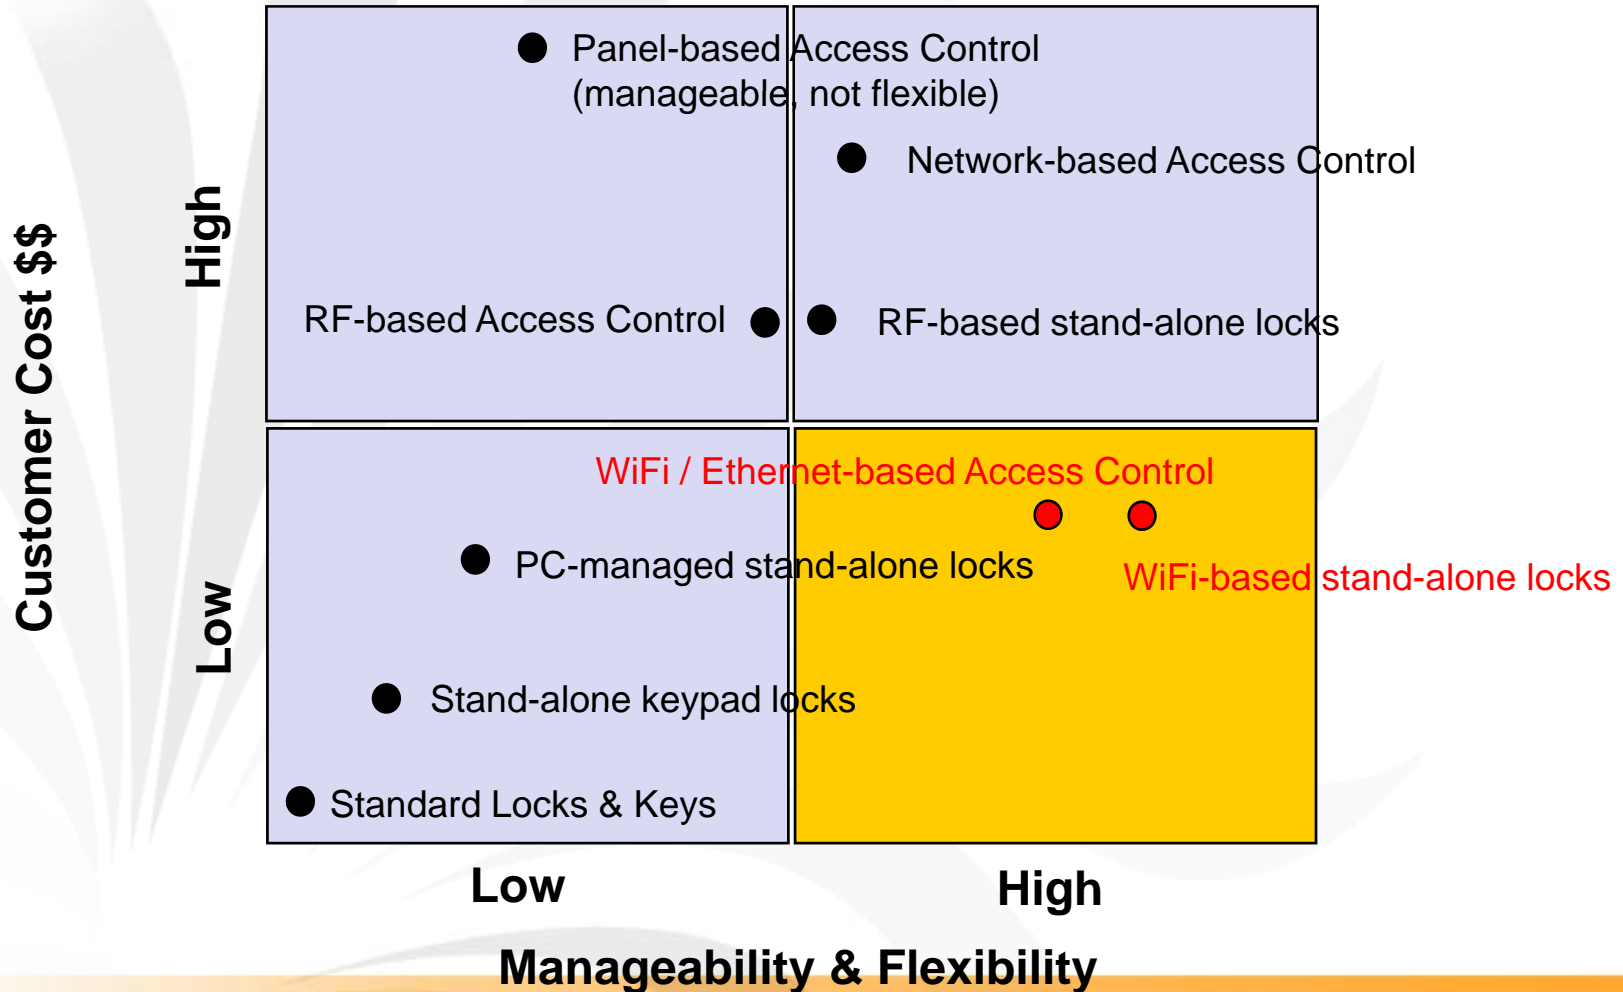 Panel-based Access Control
(manageable, not flexible)
Network-based Access Control
High
Customer Cost $$
RF-based Access Control
RF-based stand-alone locks
WiFi / Ethernet-based Access Control
PC-managed stand-alone locks
WiFi-based stand-alone locks
Low
Stand-alone keypad locks
Standard Locks & Keys
Low
High
Manageability & Flexibility